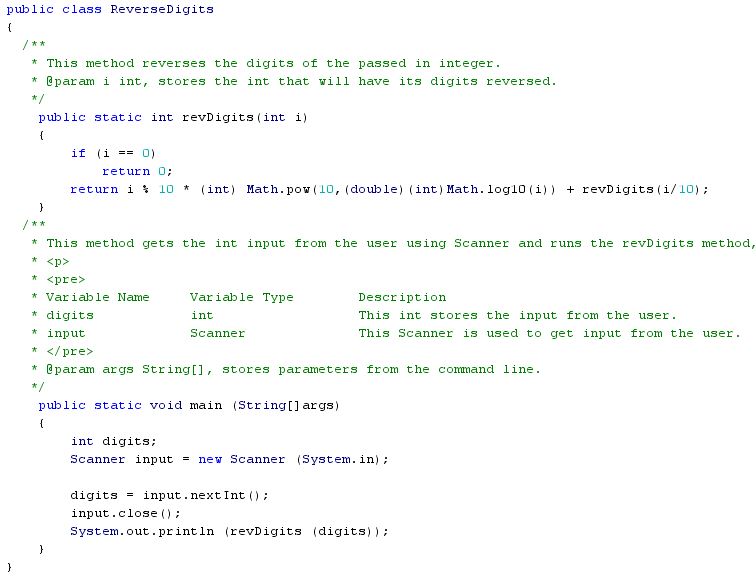 public class ReverseDigits
{
  /**
   * This method reverses the digits of the passed in integer.
   * @param i int, stores the int that will have its digits reversed.
   */
    public static int revDigits(int i)
    {
        if (i == 0)
            return 0;
        return i % 10 * (int) Math.pow(10,(double)(int)Math.log10(i)) + revDigits(i/10);
    }
  /**
   * This method gets the int input from the user using Scanner and runs the revDigits method,
   * <p>
   * <pre>
   * Variable Name     Variable Type        Description
   * digits            int                  This int stores the input from the user.
   * input             Scanner              This Scanner is used to get input from the user.
   * </pre>
   * @param args String[], stores parameters from the command line.
   */
    public static void main (String[]args)
    {
        int digits;
        Scanner input = new Scanner (System.in);

        digits = input.nextInt();
        input.close();
        System.out.println (revDigits (digits));
    }
}